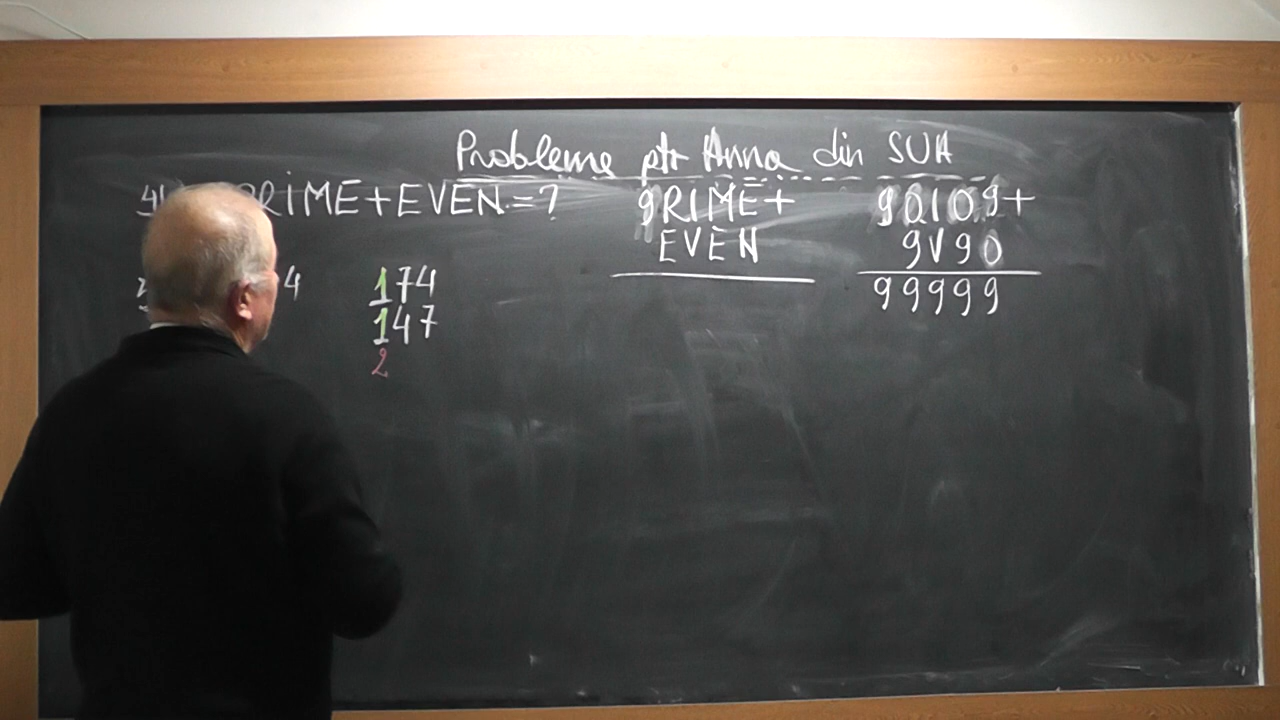 Probleme ptr Anna din SUA
PRIME+EVEN=?
9RIME+
EVEN
90109+
9V90
99999
4
174
147
2